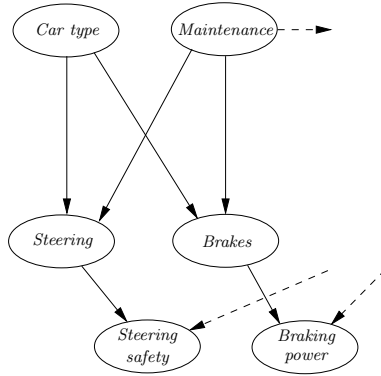 Car type
Maintenance
Steering
Brakes
Steering
safety
Braking
power